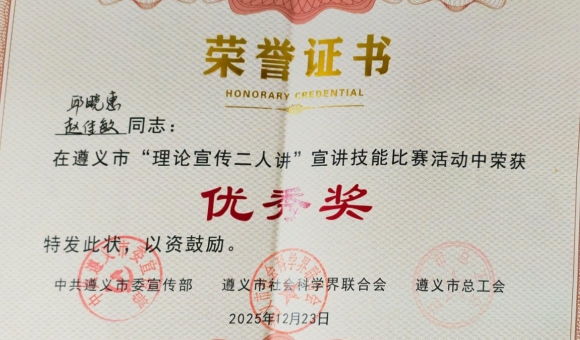 荣誉证书
HONORARY CREDENTIAL
邱晓惠
赵佳敏 同志：
在遵义市“理论宣传二人讲”宣讲技能比赛活动中荣获
优秀奖
特发此状，以资鼓励。
中共遵义市委宣传部 遵义市社会科学界联合会 遵义市总工会
2025年12月23日